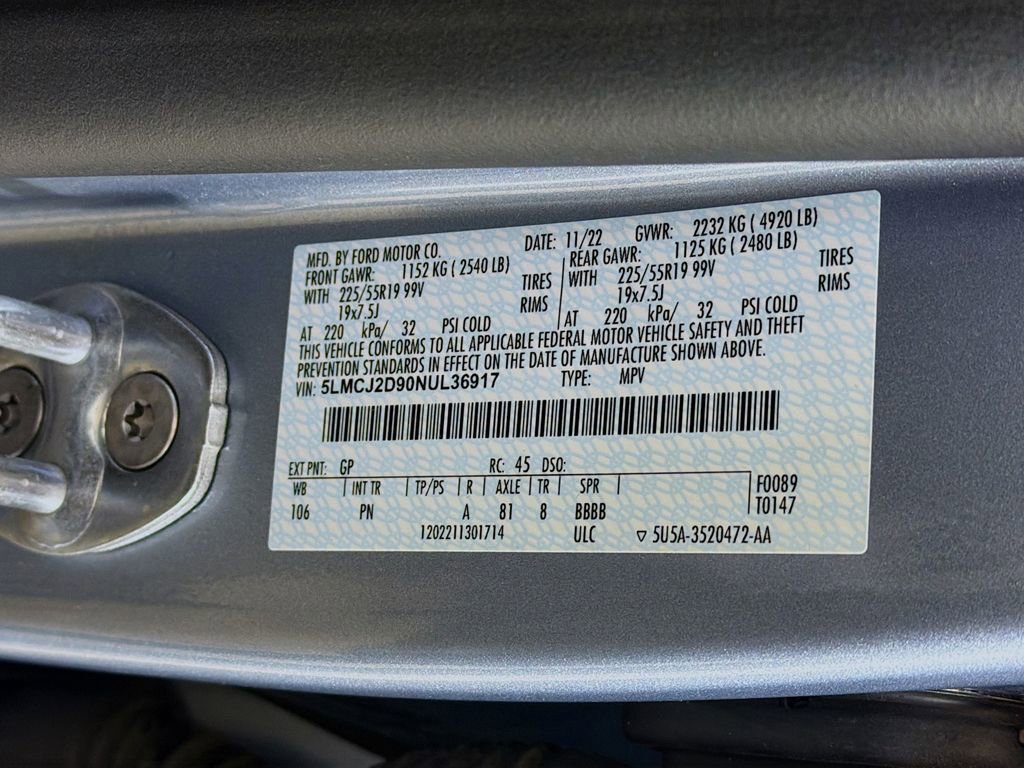 MFD. BY FORD MOTOR CO. DATE: 11/22 GVWR: 2232 KG ( 4920 LB)
FRONT GAWR: 1152 KG ( 2540 LB) REAR GAWR: 1125 KG ( 2480 LB)
WITH 225/55R19 99V TIRES WITH 225/55R19 99V TIRES
19x7.5J RIMS 19x7.5J RIMS
AT 220 kPa/ 32 PSI COLD AT 220 kPa/ 32 PSI COLD
THIS VEHICLE CONFORMS TO ALL APPLICABLE FEDERAL MOTOR VEHICLE SAFETY AND THEFT
PREVENTION STANDARDS IN EFFECT ON THE DATE OF MANUFACTURE SHOWN ABOVE.
VIN: 5LMCJ2D90NUL36917 TYPE: MPV
EXT PNT: GP RC: 45 DSO:
WB INT TR TP/PS R AXLE TR SPR F0089
106 PN A 81 8 BBBB T0147
1202211301714 ULC ▽ 5U5A-3520472-AA